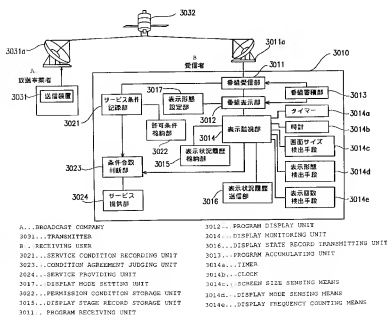 3032
3031a
3011a
A
放送事業者
3031
送信装置
B
受信者
3010
3011
番組受信部
3017
表示形態設定部
サービス条件記録部
3021
3012
番組表示部
番組蓄積部
3013
タイマー
3014a
時計
3014b
3014
表示監視部
許可条件格納部
3022
画面サイズ検出手段
3014c
3015
表示状況履歴格納部
表示形態検出手段
3014d
3023
条件合致判断部
表示回数検出手段
3014e
3024
サービス提供部
3016
表示状況履歴送信部
A...BROADCAST COMPANY
3031...TRANSMITTER
B...RECEIVING USER
3021...SERVICE CONDITION RECORDING UNIT
3023...CONDITION AGREEMENT JUDGING UNIT
3024...SERVICE PROVIDING UNIT
3017...DISPLAY MODE SETTING UNIT
3022...PERMISSION CONDITION STORAGE UNIT
3015...DISPLAY STAGE RECORD STORAGE UNIT
3011...PROGRAM RECEIVING UNIT
3012...PROGRAM DISPLAY UNIT
3014...DISPLAY MONITORING UNIT
3016...DISPLAY STATE RECORD TRANSMITTING UNIT
3013...PROGRAM ACCUMULATING UNIT
3014a...TIMER
3014b...CLOCK
3014c...SCREEN SIZE SENSING MEANS
3014d...DISPLAY MODE SENSING MEANS
3014e...DISPLAY FREQUENCY COUNTING MEANS